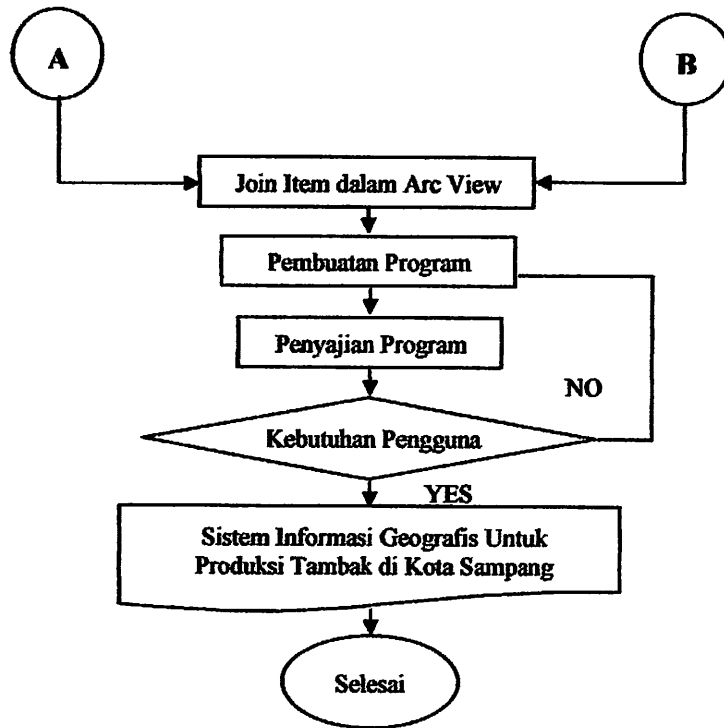 A
B
Join Item dalam Arc View
Pembuatan Program
Penyajian Program
NO
Kebutuhan Pengguna
YES
Sistem Informasi Geografis Untuk
Produksi Tambak di Kota Sampang
Selesai